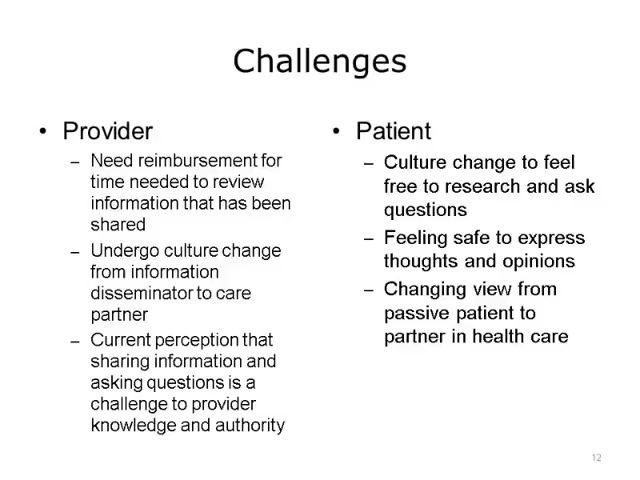 Challenges
• Provider
– Need reimbursement for
time needed to review
information that has been
shared
– Undergo culture change
from information
disseminator to care
partner
– Current perception that
sharing information and
asking questions is a
challenge to provider
knowledge and authority
• Patient
– Culture change to feel
free to research and ask
questions
– Feeling safe to express
thoughts and opinions
– Changing view from
passive patient to
partner in health care
12